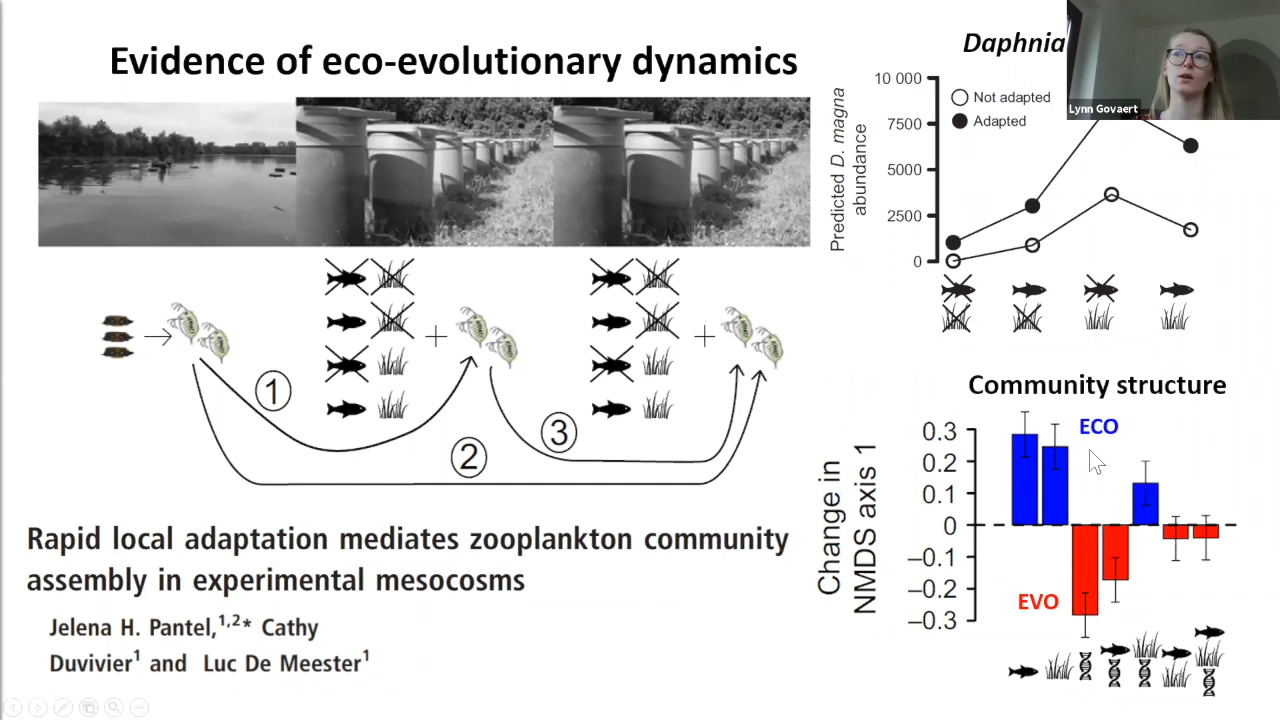 Evidence of eco-evolutionary dynamics
Daphnia
Lynn Govaert
Predicted D. magna
abundance
10 000
7500
5000
2500
0
Not adapted
Adapted
1
2
3
+
+
Community structure
Change in
NMDS axis 1
0.3
0.2
0.1
0
−0.1
−0.2
−0.3
ECO
EVO
Rapid local adaptation mediates zooplankton community
assembly in experimental mesocosms
Jelena H. Pantel,1,2* Cathy
Duvivier1 and Luc De Meester1